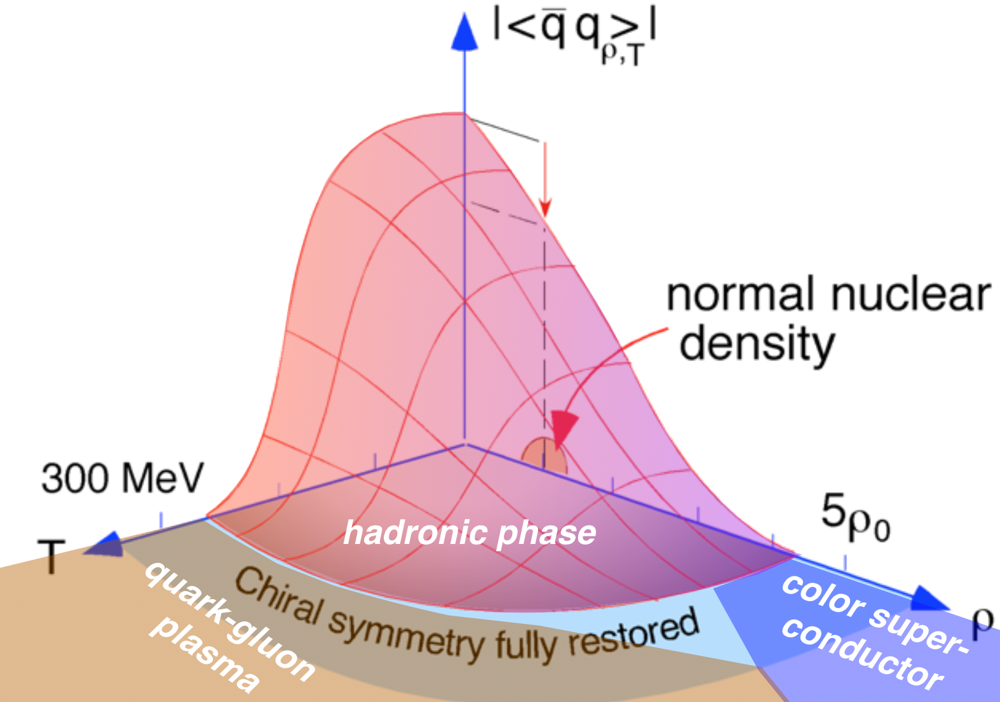 |<q̅ q>|
ρ,T
normal nuclear
density
300 MeV
5ρ0
hadronic phase
T
quark-gluon
plasma
Chiral symmetry fully restored
color super-
conductor
ρ